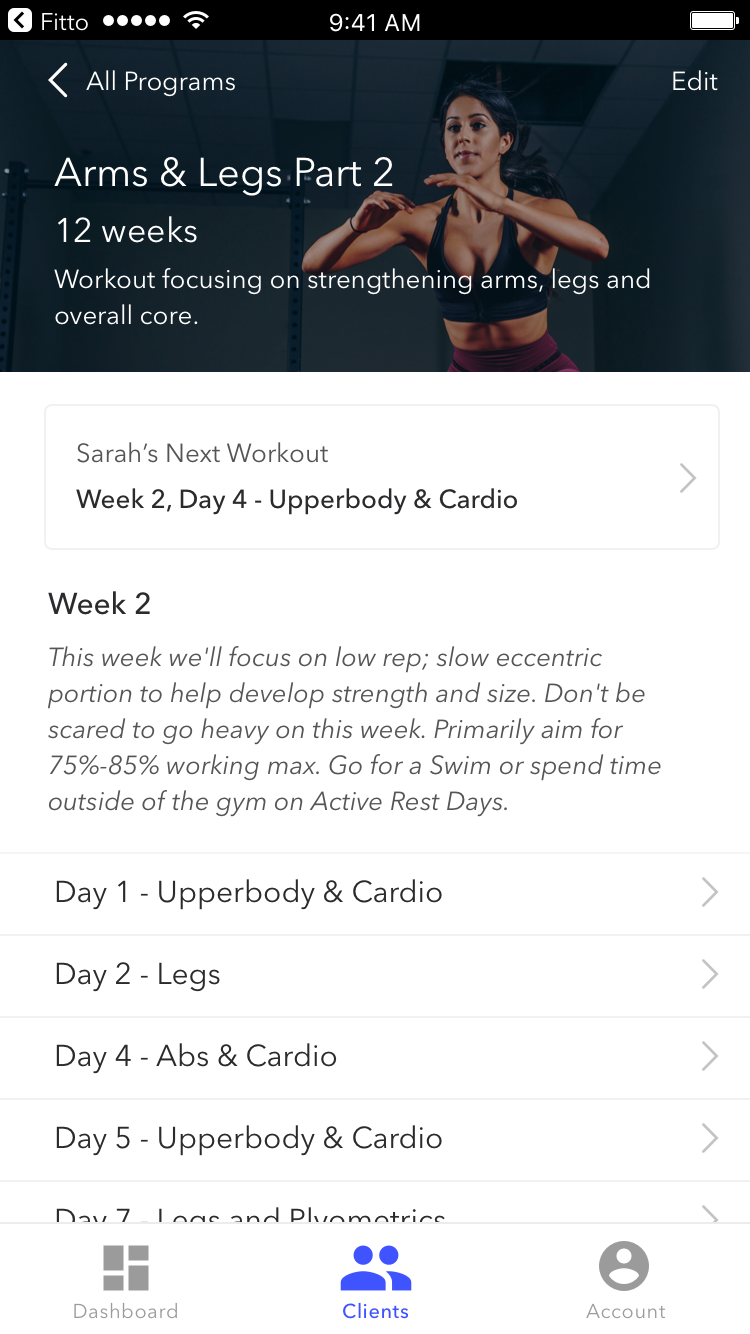 Fitto 9:41 AM
All Programs Edit
Arms & Legs Part 2
12 weeks
Workout focusing on strengthening arms, legs and
overall core.
Sarah’s Next Workout
Week 2, Day 4 - Upperbody & Cardio
Week 2
This week we'll focus on low rep; slow eccentric
portion to help develop strength and size. Don't be
scared to go heavy on this week. Primarily aim for
75%-85% working max. Go for a Swim or spend time
outside of the gym on Active Rest Days.
Day 1 - Upperbody & Cardio
Day 2 - Legs
Day 4 - Abs & Cardio
Day 5 - Upperbody & Cardio
Day 7 - Legs and Plyometrics
Dashboard Clients Account